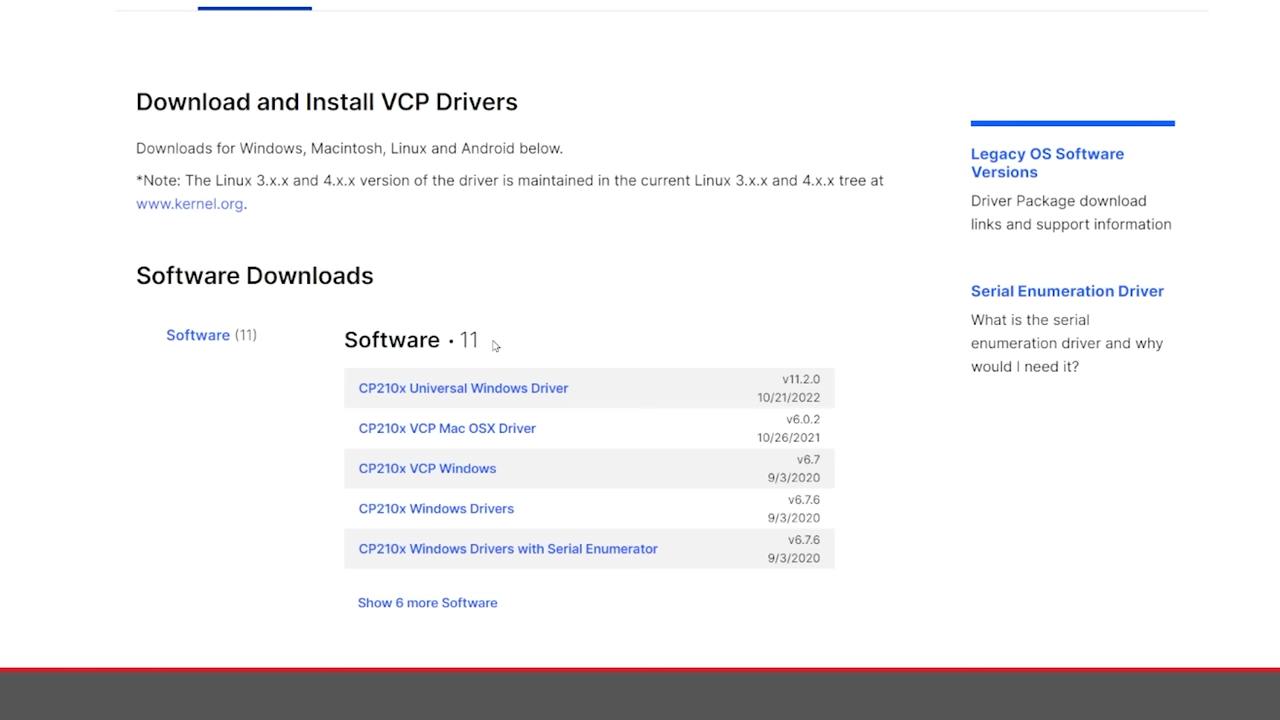 Download and Install VCP Drivers
Downloads for Windows, Macintosh, Linux and Android below.
*Note: The Linux 3.x.x and 4.x.x version of the driver is maintained in the current Linux 3.x.x and 4.x.x tree at
www.kernel.org.
Software Downloads
Software (11)
Software • 11
CP210x Universal Windows Driver
v11.2.0
10/21/2022
CP210x VCP Mac OSX Driver
v6.0.2
10/26/2021
CP210x VCP Windows
v6.7
9/3/2020
CP210x Windows Drivers
v6.7.6
9/3/2020
CP210x Windows Drivers with Serial Enumerator
v6.7.6
9/3/2020
Show 6 more Software
Legacy OS Software
Versions
Driver Package download
links and support information
Serial Enumeration Driver
What is the serial
enumeration driver and why
would I need it?